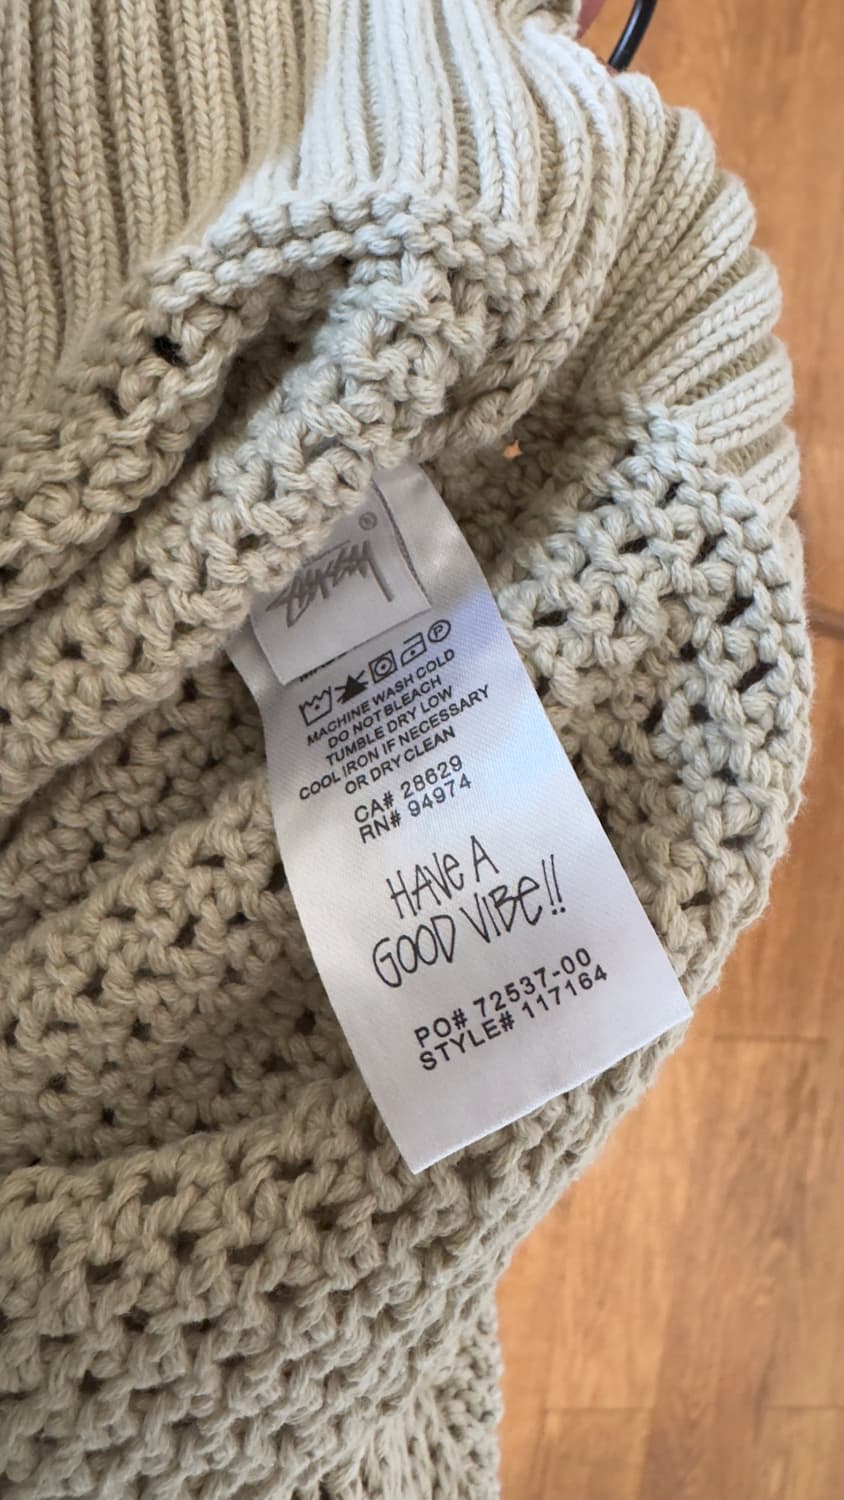 ®
STÜSSY
MACHINE WASH COLD
DO NOT BLEACH
TUMBLE DRY LOW
COOL IRON IF NECESSARY
OR DRY CLEAN
CA# 28629
RN# 94974
HAVE A
GOOD VIBE!!
PO# 72537-00
STYLE# 117164